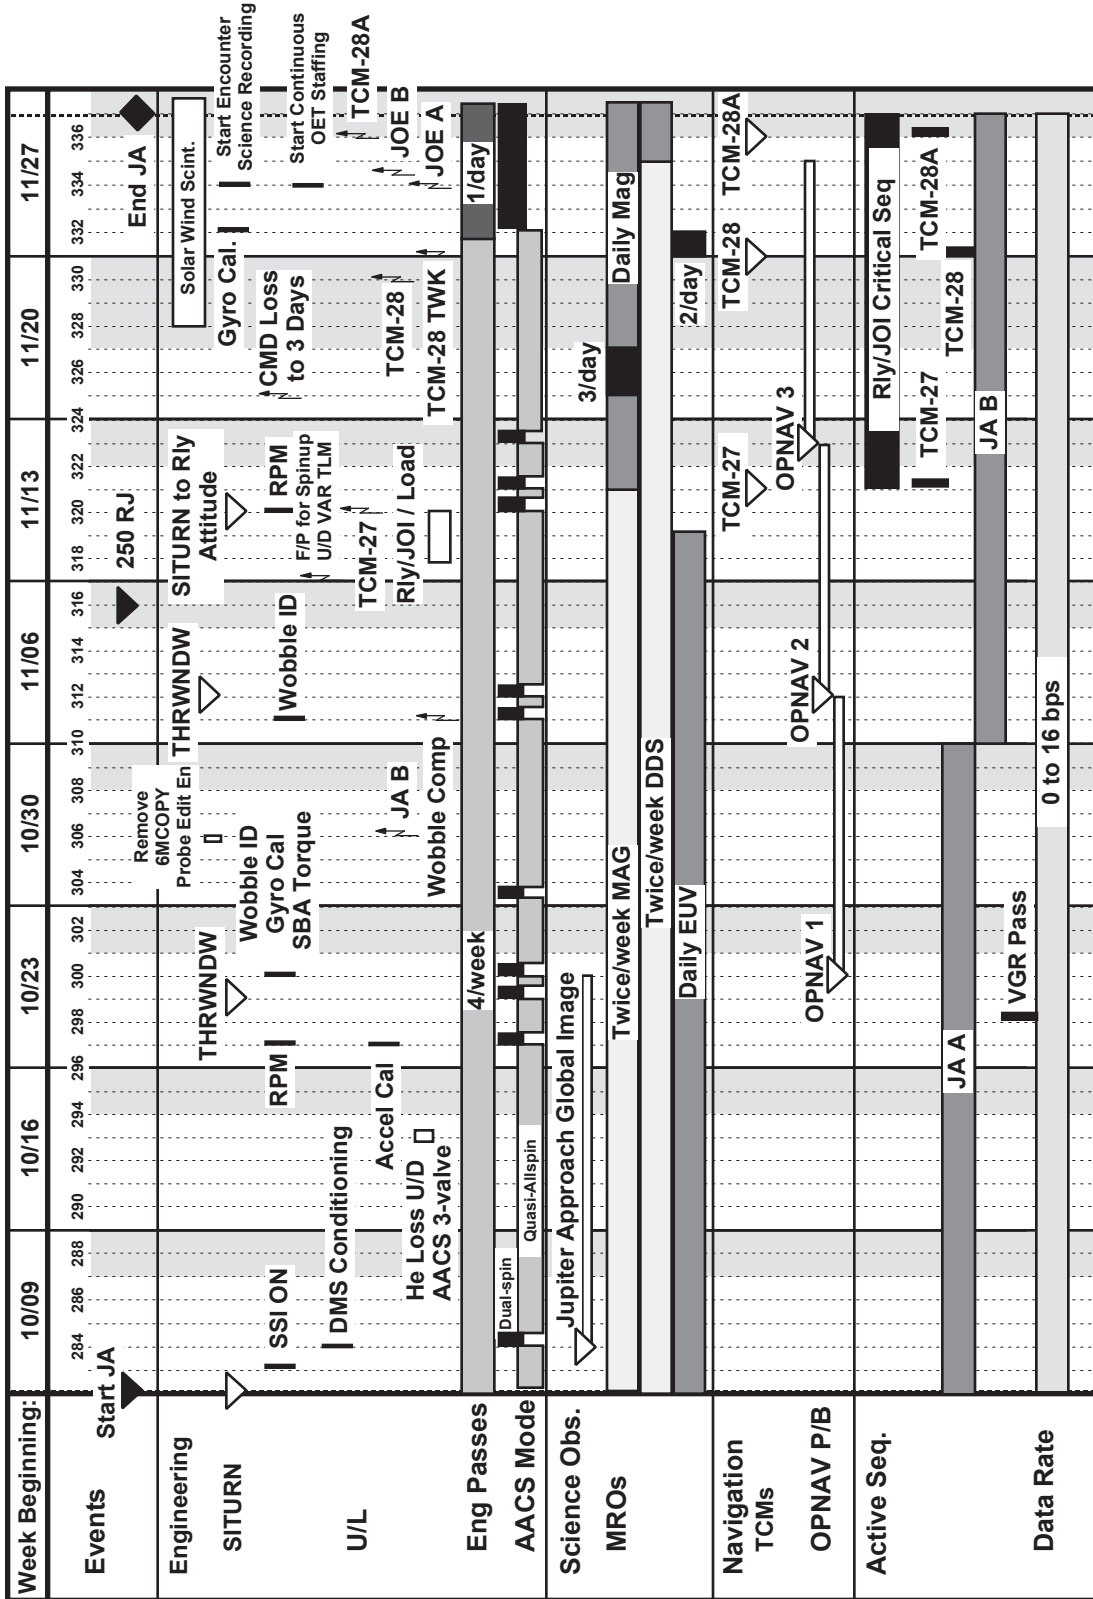 Week Beginning:
10/09
10/16
10/23
10/30
11/06
11/13
11/20
11/27
Events
284
286
288
290
292
294
296
298
300
302
304
306
308
310
312
314
316
318
320
322
324
326
328
330
332
334
336
Start JA
250 RJ
End JA
Remove
6MCOPY
Probe Edit En
Engineering
SITURN
THRWNDW
THRWNDW
SITURN to Rly
Attitude
Solar Wind Scint.
Gyro Cal.
Start Encounter
Science Recording
SSI ON
RPM
Wobble ID
Gyro Cal
SBA Torque
Wobble ID
RPM
CMD Loss
to 3 Days
F/P for Spinup
U/D VAR TLM
Start Continuous
OET Staffing
U/L
DMS Conditioning
Accel Cal
He Loss U/D
AACS 3-valve
JA B
Wobble Comp
TCM-27
Rly/JOI / Load
TCM-28
TCM-28 TWK
TCM-28A
JOE B
JOE A
Eng Passes
4/week
1/day
AACS Mode
Dual-spin
Quasi-Allspin
Science Obs.
Jupiter Approach Global Image
3/day
MROs
Twice/week MAG
Daily Mag
Twice/week DDS
Daily EUV
2/day
Navigation
TCMs
TCM-27
TCM-28
TCM-28A
OPNAV P/B
OPNAV 1
OPNAV 2
OPNAV 3
Active Seq.
Rly/JOI Critical Seq
TCM-27
TCM-28
TCM-28A
JA A
JA B
VGR Pass
Data Rate
0 to 16 bps